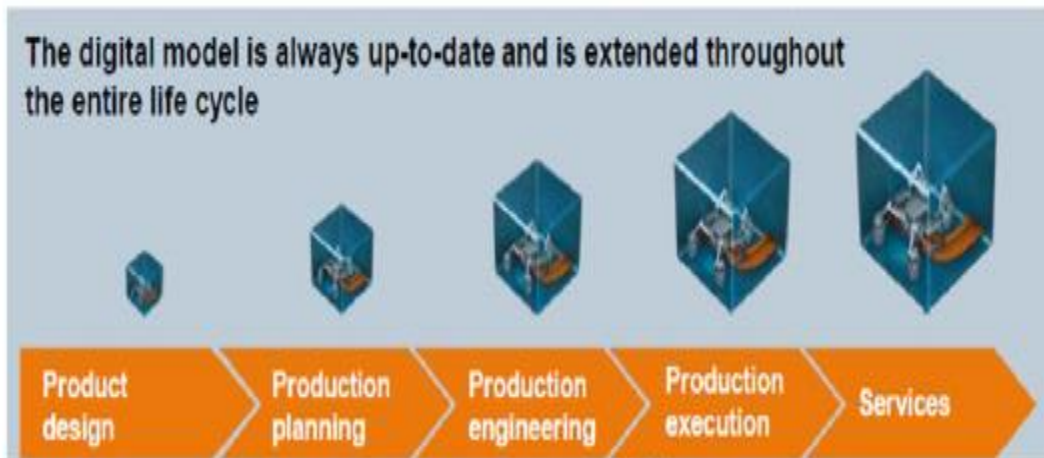 The digital model is always up-to-date and is extended throughout
the entire life cycle
Product
design
Production
planning
Production
engineering
Production
execution
Services